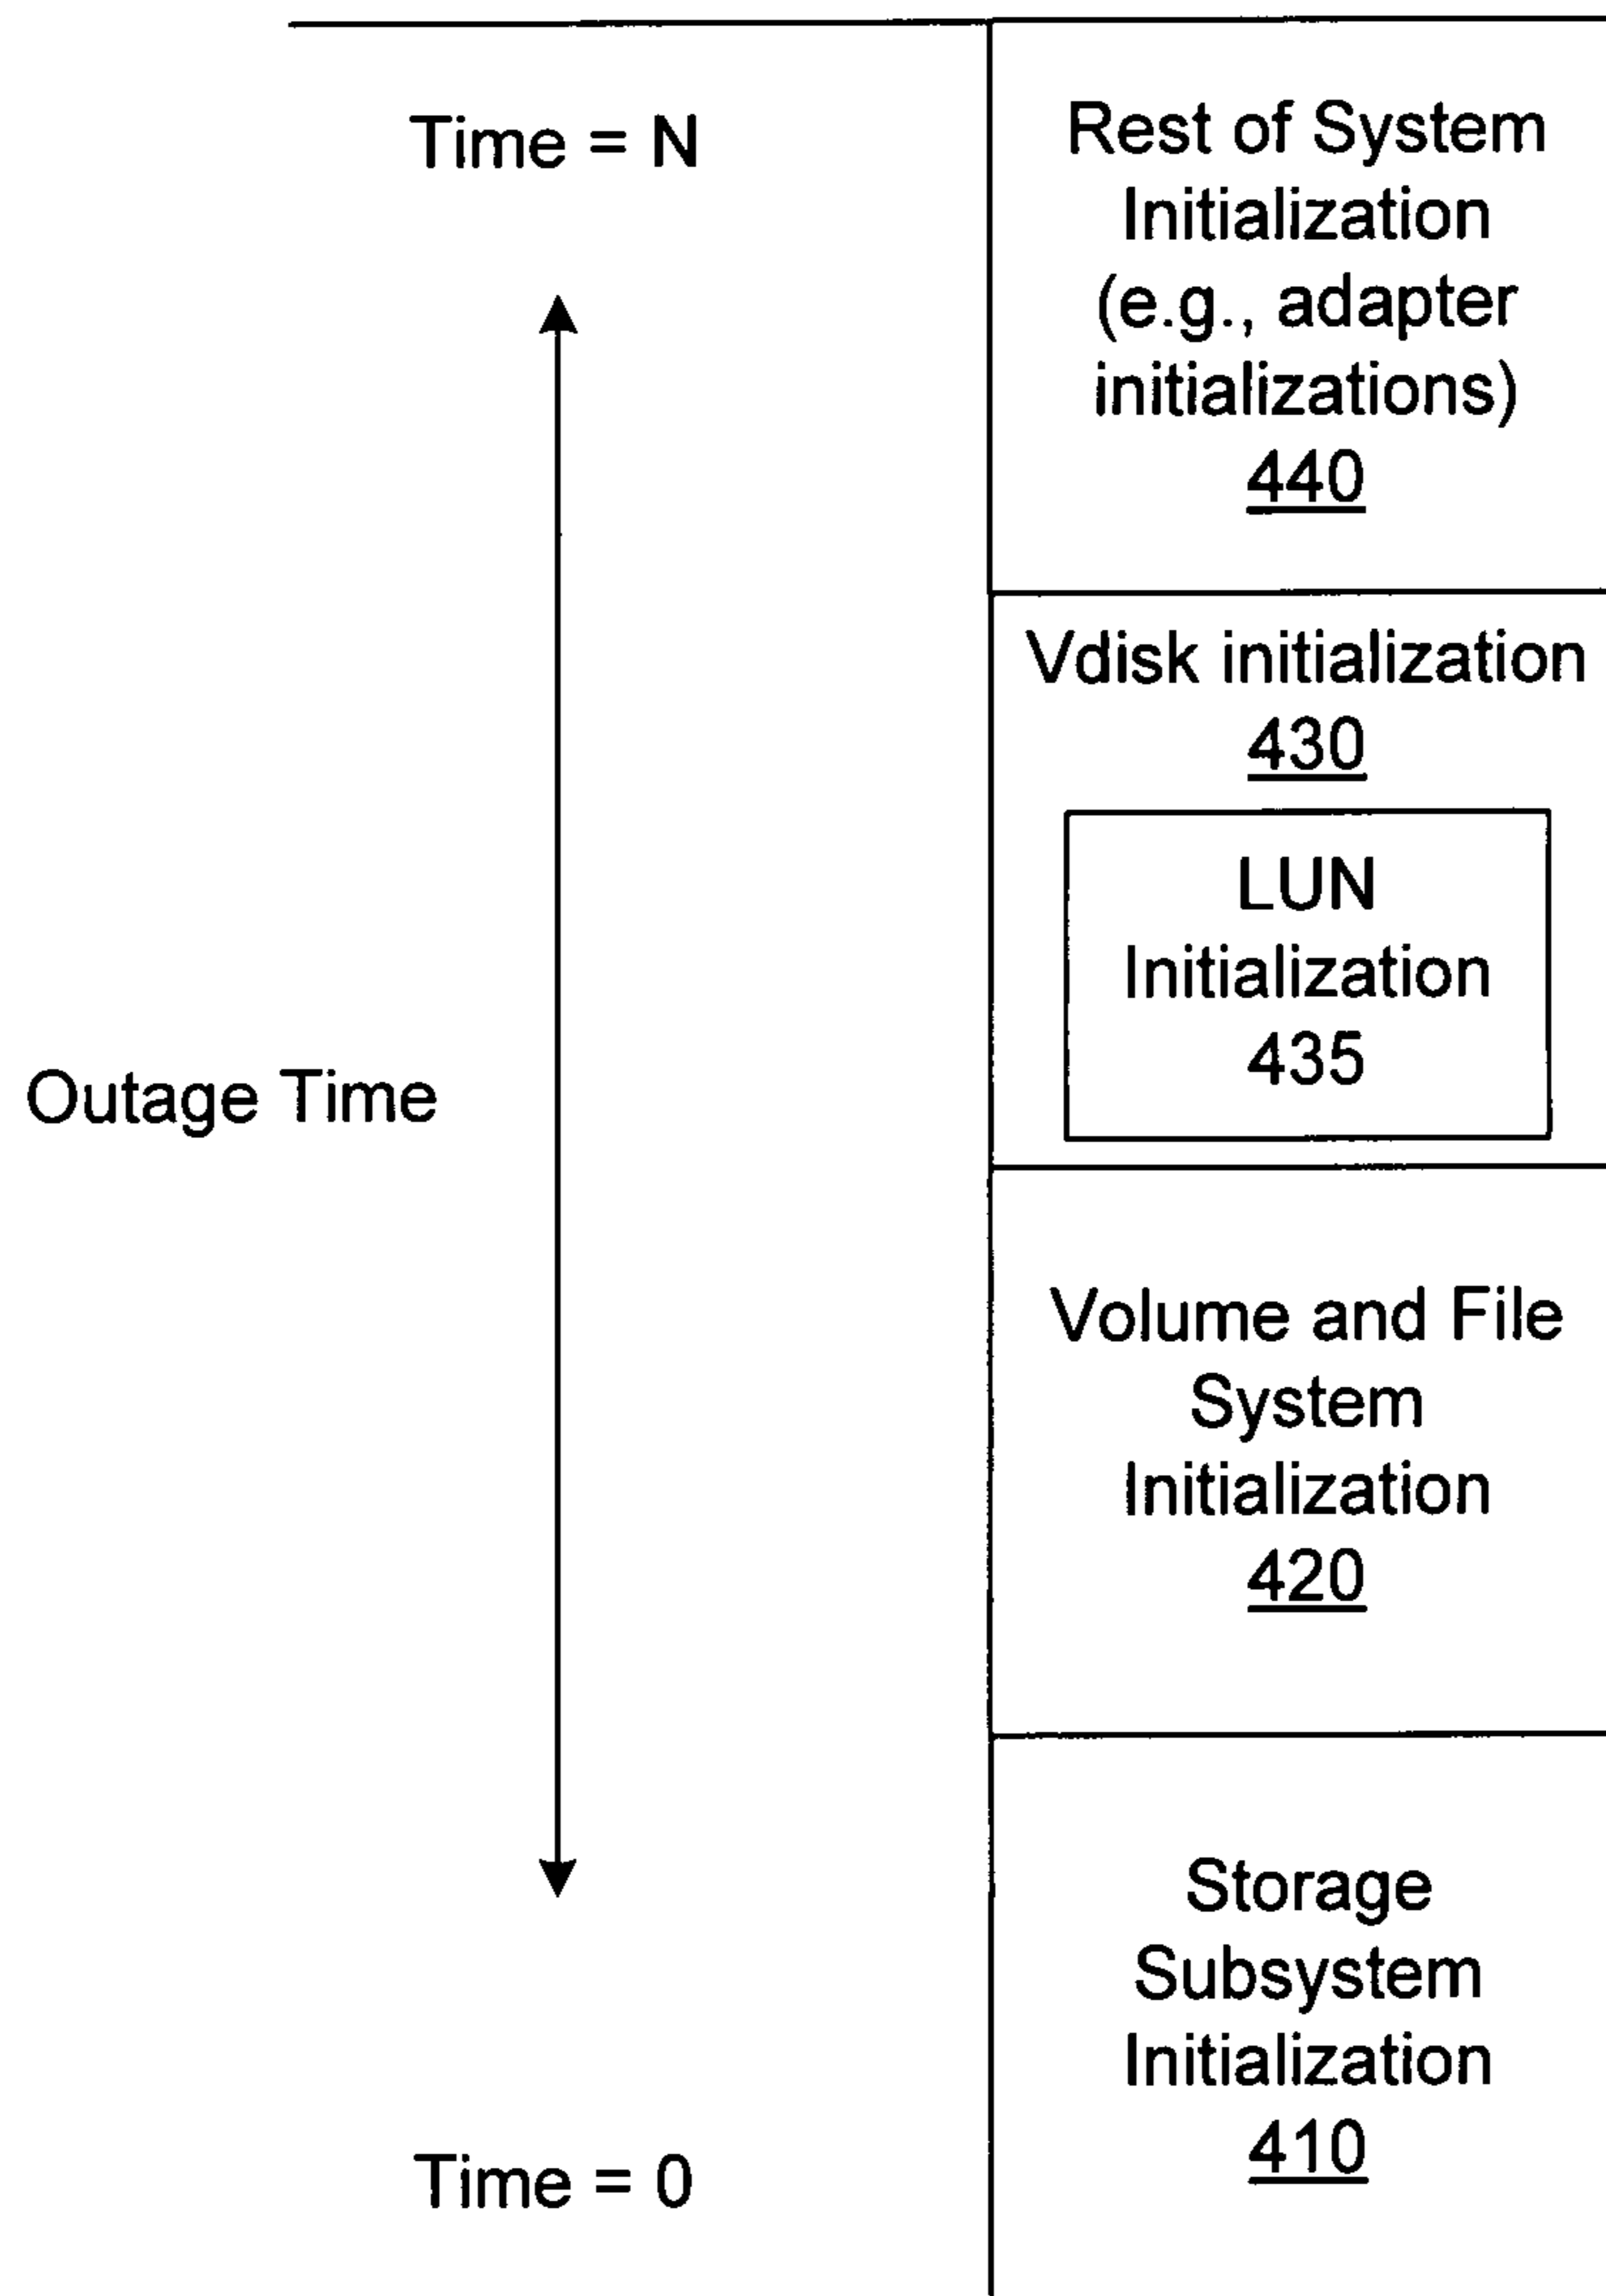 Time = N
Rest of System
Initialization
(e.g., adapter
initializations)
440
Vdisk initialization
430
LUN
Initialization
435
Outage Time
Volume and File
System
Initialization
420
Storage
Subsystem
Initialization
410
Time = 0